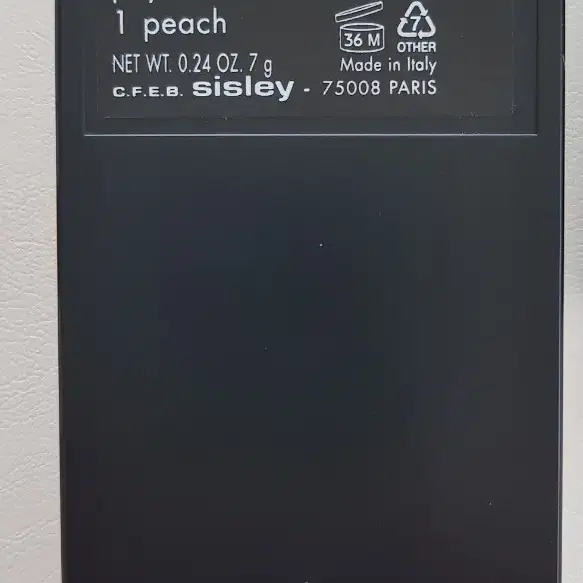 1 peach
NET WT. 0.24 OZ. 7 g
C.F.E.B. sisley - 75008 PARIS
36 M
7
OTHER
Made in Italy